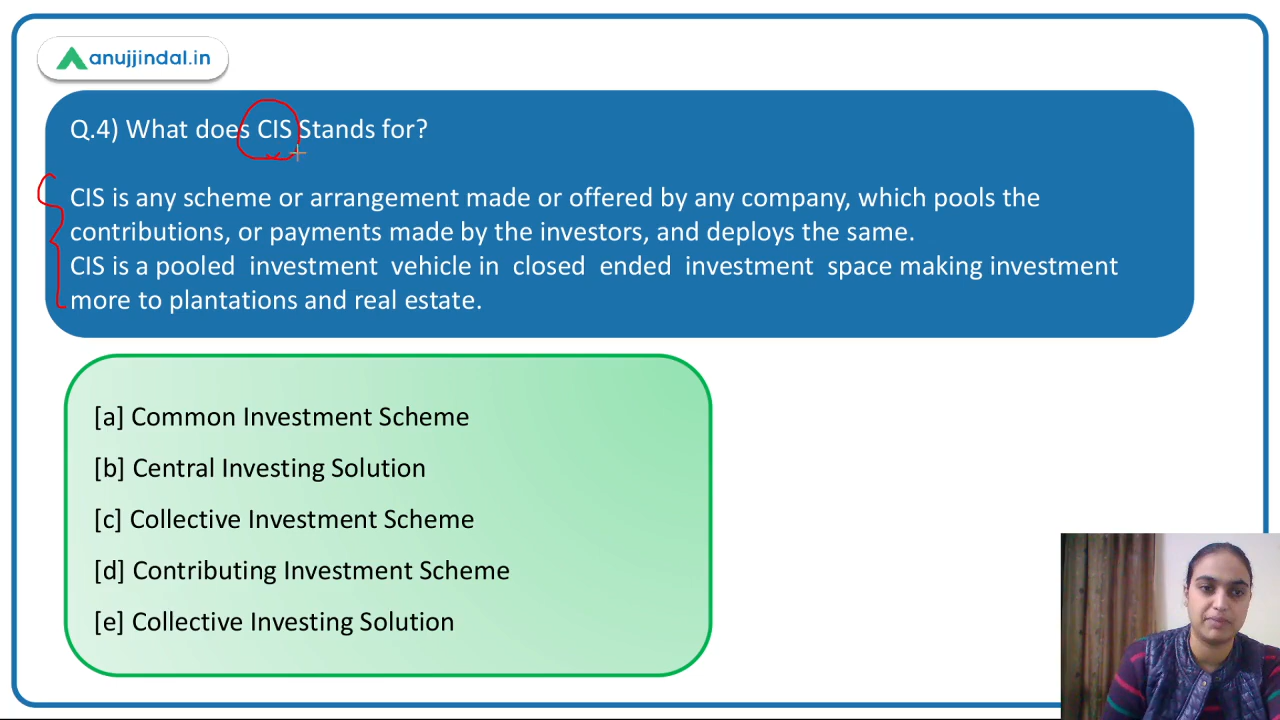 anujjindal.in
Q.4) What does CIS Stands for?
CIS is any scheme or arrangement made or offered by any company, which pools the
contributions, or payments made by the investors, and deploys the same.
CIS is a pooled investment vehicle in closed ended investment space making investment
more to plantations and real estate.
[a] Common Investment Scheme
[b] Central Investing Solution
[c] Collective Investment Scheme
[d] Contributing Investment Scheme
[e] Collective Investing Solution